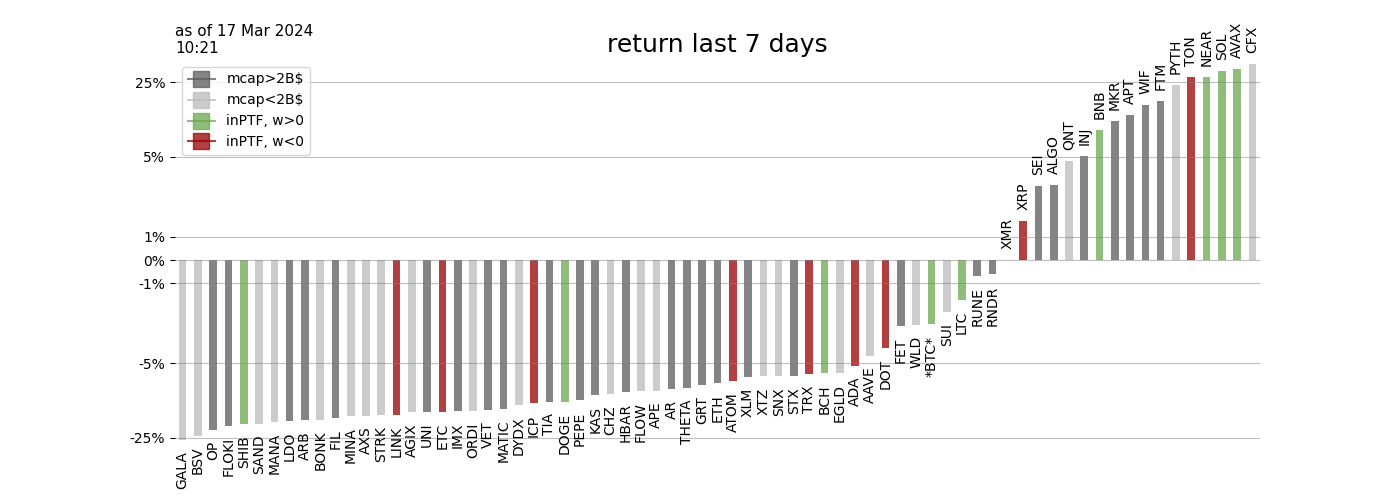 as of 17 Mar 2024
10:21
return last 7 days
mcap>2B$
mcap<2B$
inPTF, w>0
inPTF, w<0
25%
5%
1%
0%
-1%
-5%
-25%
GALA
BSV
OP
FLOKI
SHIB
SAND
MANA
LDO
ARB
BONK
FIL
MINA
AXS
STRK
LINK
AGIX
UNI
ETC
IMX
ORDI
VET
MATIC
DYDX
ICP
TIA
DOGE
PEPE
KAS
CHZ
HBAR
FLOW
APE
AR
THETA
GRT
ETH
ATOM
XLM
XTZ
SNX
STX
TRX
BCH
EGLD
ADA
AAVE
DOT
FET
WLD
*BTC*
SUI
LTC
RUNE
RNDR
XMR
XRP
SEI
ALGO
QNT
INJ
BNB
MKR
APT
WIF
FTM
PYTH
TON
NEAR
SOL
AVAX
CFX